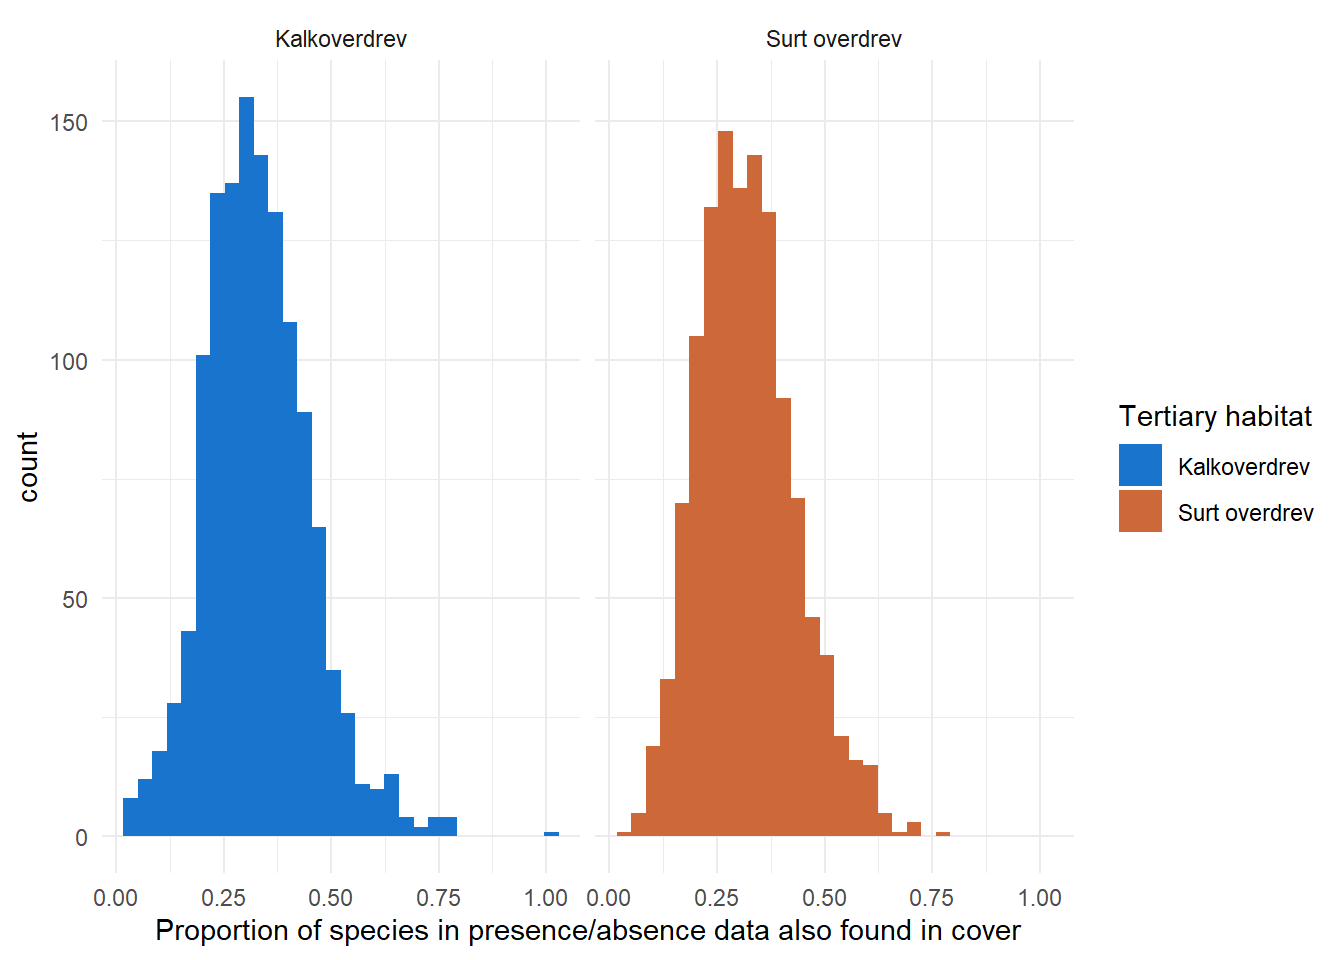 Kalkoverdrev
Surt overdrev
150
100
50
0
count
0.00 0.25 0.50 0.75 1.00
0.00 0.25 0.50 0.75 1.00
Proportion of species in presence/absence data also found in cover
Tertiary habitat
Kalkoverdrev
Surt overdrev